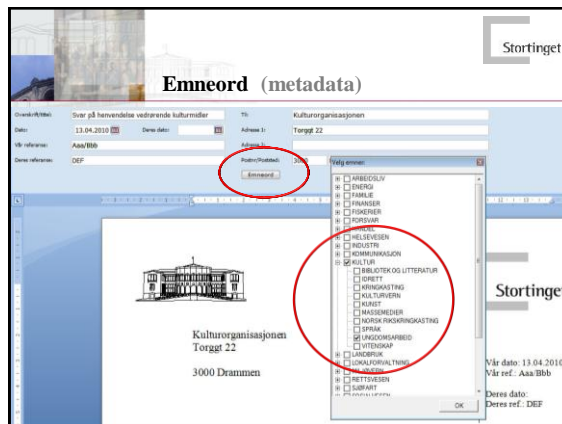 Stortinget
Emneord (metadata)
Overskrift/tittel: Svar på henvendelse vedrørende kulturmidler Til: Kulturorganisasjonen
Dato: 13.04.2010 Deres dato: Adresse 1: Torggt 22
Vår referanse: Aaa/Bbb Adresse 2:
Deres referanse: DEF Postnr/Poststed: 3000
Emneord
Velg emner:
ARBEIDSLIV
ENERGI
FAMILIE
FINANSER
FISKERIER
FORSVAR
HANDEL
HELSEVESEN
INDUSTRI
KOMMUNIKASJON
KULTUR
BIBLIOTEK OG LITTERATUR
IDRETT
KRINGKASTING
KULTURVERN
KUNST
MASSEMEDIER
NORSK RIKSKRINGKASTING
SPRÅK
UNGDOMSARBEID
VITENSKAP
LANDBRUK
LOKALFORVALTNING
MILJØVERN
RETTSVESEN
SJØFART
OK
Stortinge
Kulturorganisasjonen
Torggt 22
3000 Drammen
Vår dato: 13.04.2010
Vår ref.: Aaa/Bbb
Deres dato:
Deres ref.: DEF